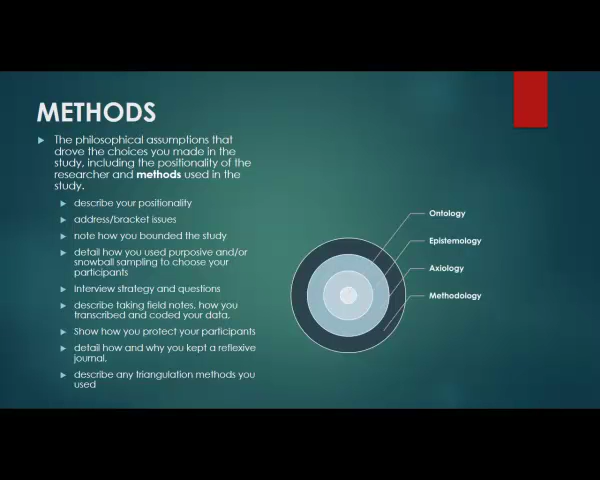 METHODS
The philosophical assumptions that
drove the choices you made in the
study, including the positionality of the
researcher and methods used in the
study.
describe your positionality
address/bracket issues
note how you bounded the study
detail how you used purposive and/or
snowball sampling to choose your
participants
Interview strategy and questions
describe taking field notes, how you
transcribed and coded your data,
Show how you protect your participants
detail how and why you kept a reflexive
journal.
describe any triangulation methods you
used
Ontology
Epistemology
Axiology
Methodology